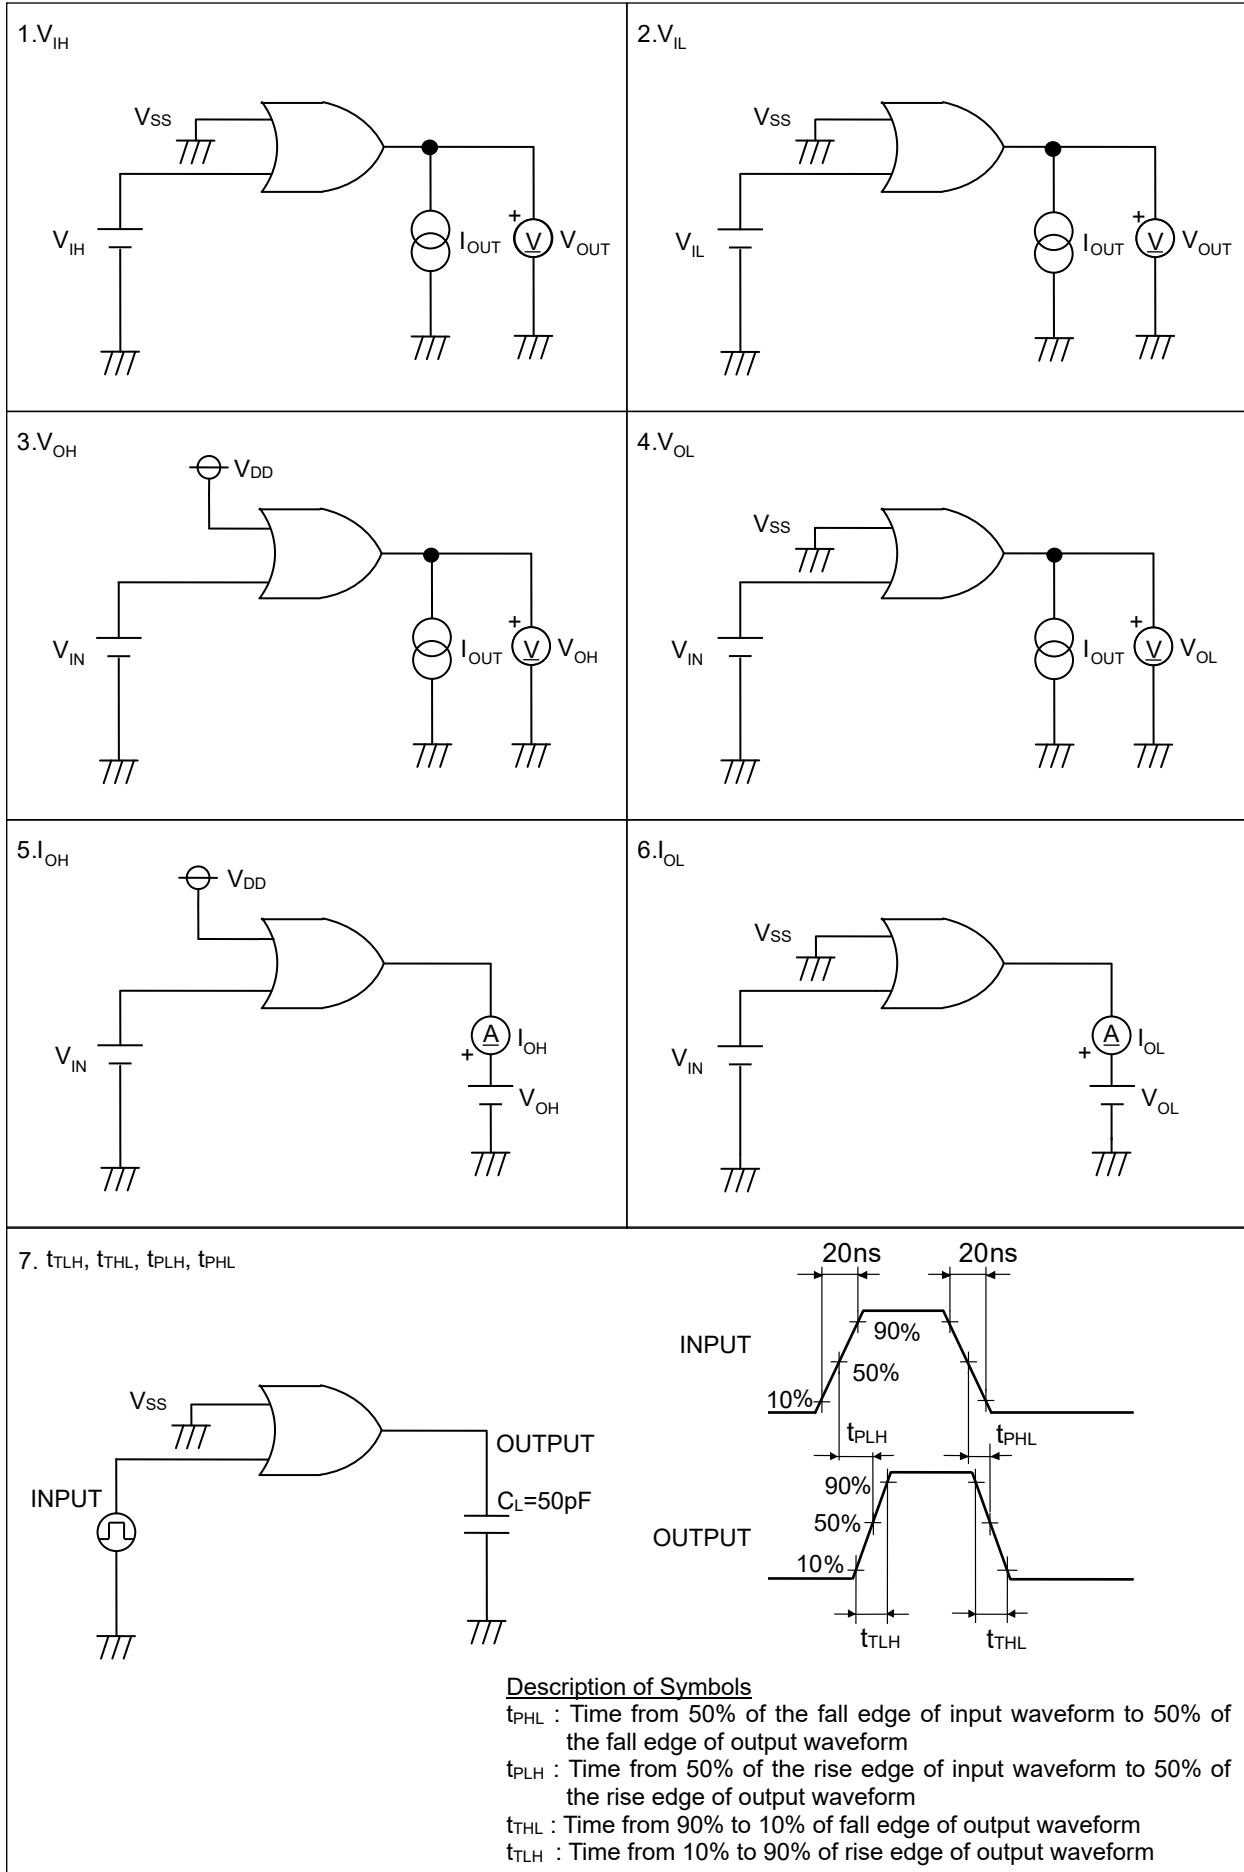 1.VIH
VSS
VIH
IOUT
+
V
VOUT
2.VIL
VSS
VIL
IOUT
+
V
VOUT
3.VOH
VDD
VIN
IOUT
+
V
VOH
4.VOL
VSS
VIN
IOUT
+
V
VOL
5.IOH
VDD
VIN
A
+
IOH
VOH
6.IOL
VSS
VIN
A
+
IOL
VOL
7. tTLH, tTHL, tPLH, tPHL
VSS
INPUT
OUTPUT
CL=50pF
20ns 20ns
INPUT
90%
50%
10%
tPLH tPHL
90%
50%
OUTPUT
10%
tTLH tTHL
Description of Symbols
tPHL : Time from 50% of the fall edge of input waveform to 50% of
the fall edge of output waveform
tPLH : Time from 50% of the rise edge of input waveform to 50% of
the rise edge of output waveform
tTHL : Time from 90% to 10% of fall edge of output waveform
tTLH : Time from 10% to 90% of rise edge of output waveform